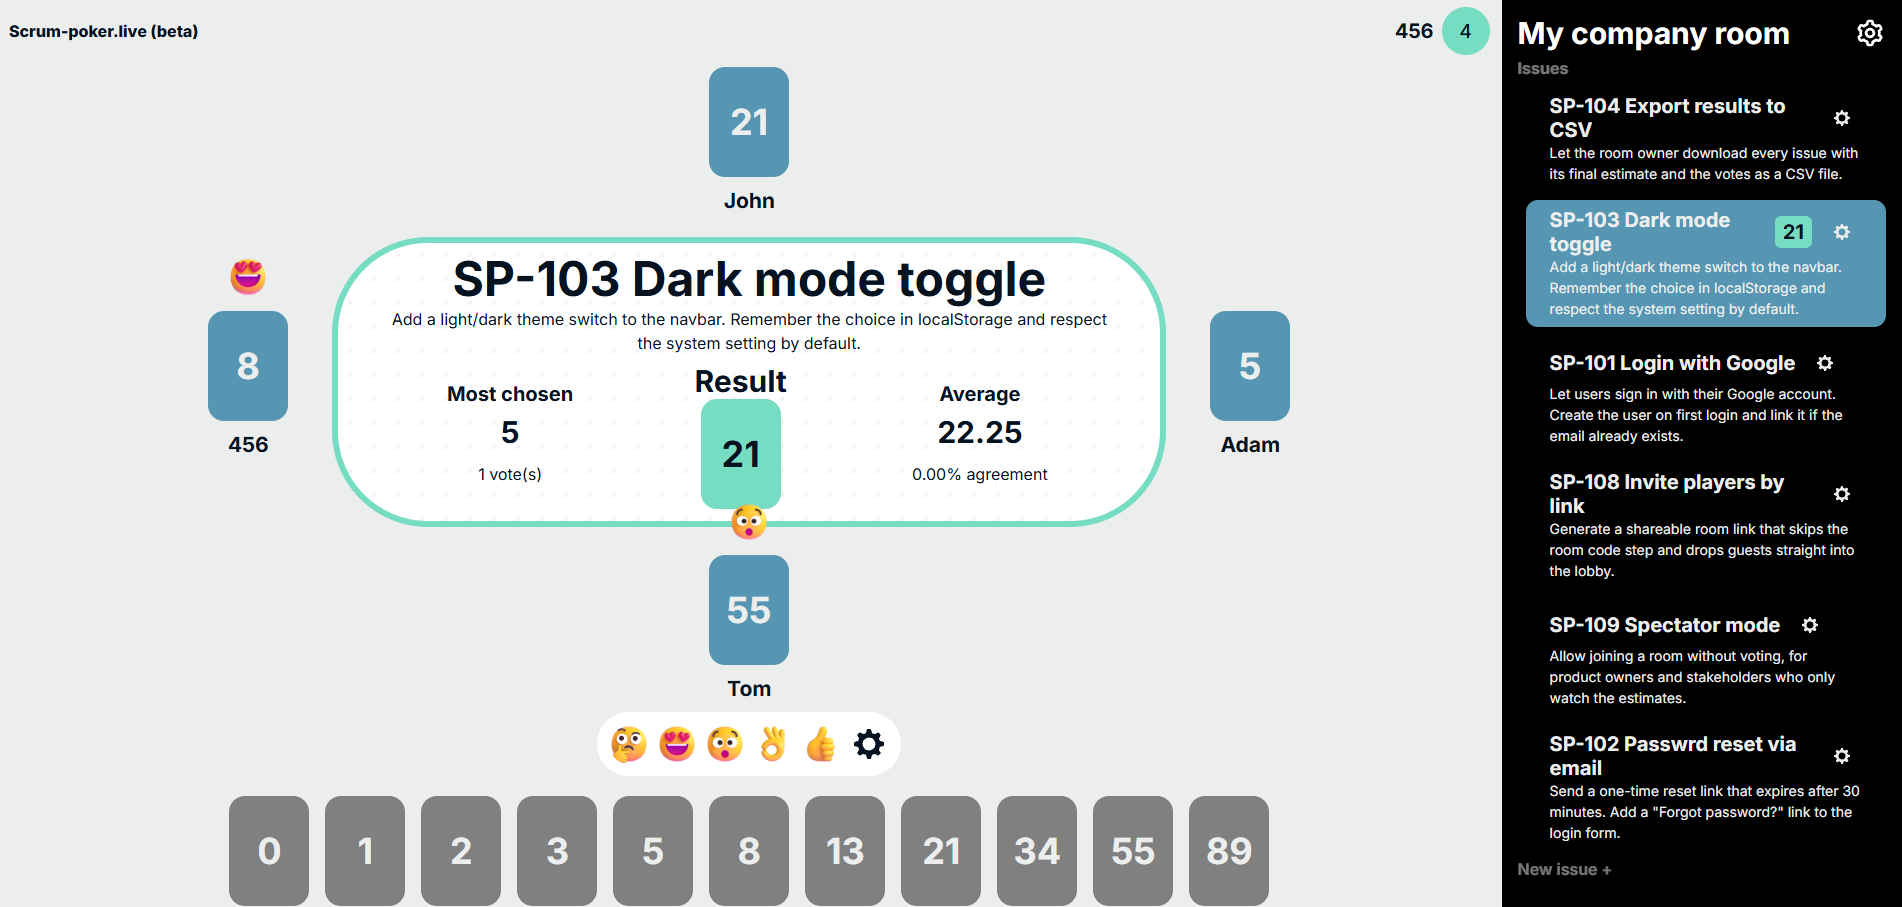 Scrum-poker.live (beta)
456
4
21
John
8
456
SP-103 Dark mode toggle
Add a light/dark theme switch to the navbar. Remember the choice in localStorage and respect
the system setting by default.
Most chosen
5
1 vote(s)
Result
21
Average
22.25
0.00% agreement
5
Adam
55
Tom
0
1
2
3
5
8
13
21
34
55
89
My company room
Issues
SP-104 Export results to
CSV
Let the room owner download every issue with
its final estimate and the votes as a CSV file.
SP-103 Dark mode
toggle
21
Add a light/dark theme switch to the navbar.
Remember the choice in localStorage and
respect the system setting by default.
SP-101 Login with Google
Let users sign in with their Google account.
Create the user on first login and link it if the
email already exists.
SP-108 Invite players by
link
Generate a shareable room link that skips the
room code step and drops guests straight into
the lobby.
SP-109 Spectator mode
Allow joining a room without voting, for
product owners and stakeholders who only
watch the estimates.
SP-102 Passwrd reset via
email
Send a one-time reset link that expires after 30
minutes. Add a "Forgot password?" link to the
login form.
New issue +